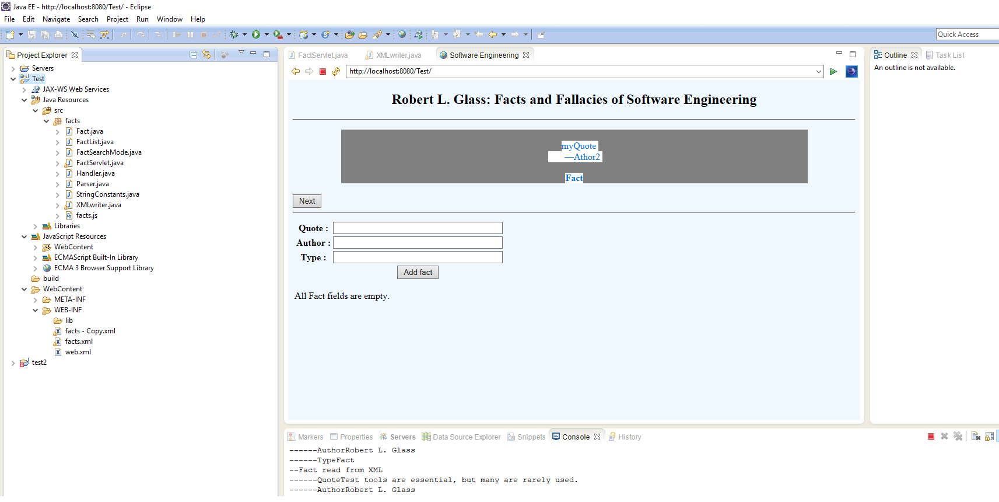 Java EE - http://localhost:8080/Test/ - Eclipse
File Edit Navigate Search Project Run Window Help
Quick Access
Project Explorer
Servers
Test
JAX-WS Web Services
Java Resources
src
facts
Fact.java
FactList.java
FactSearchMode.java
FactServlet.java
Handler.java
Parser.java
StringConstants.java
XMLwriter.java
facts.js
Libraries
JavaScript Resources
WebContent
ECMAScript Built-In Library
ECMA 3 Browser Support Library
build
WebContent
META-INF
WEB-INF
lib
facts - Copy.xml
facts.xml
web.xml
test2
FactServlet.java XMLwriter.java Software Engineering
http://localhost:8080/Test/
Robert L. Glass: Facts and Fallacies of Software Engineering
myQuote
—Athor2
Fact
Next
Quote :
Author :
Type :
Add fact
All Fact fields are empty.
Outline Task List
An outline is not available.
Markers Properties Servers Data Source Explorer Snippets Console History
------AuthorRobert L. Glass
------TypeFact
--Fact read from XML
------QuoteTest tools are essential, but many are rarely used.
------AuthorRobert L. Glass